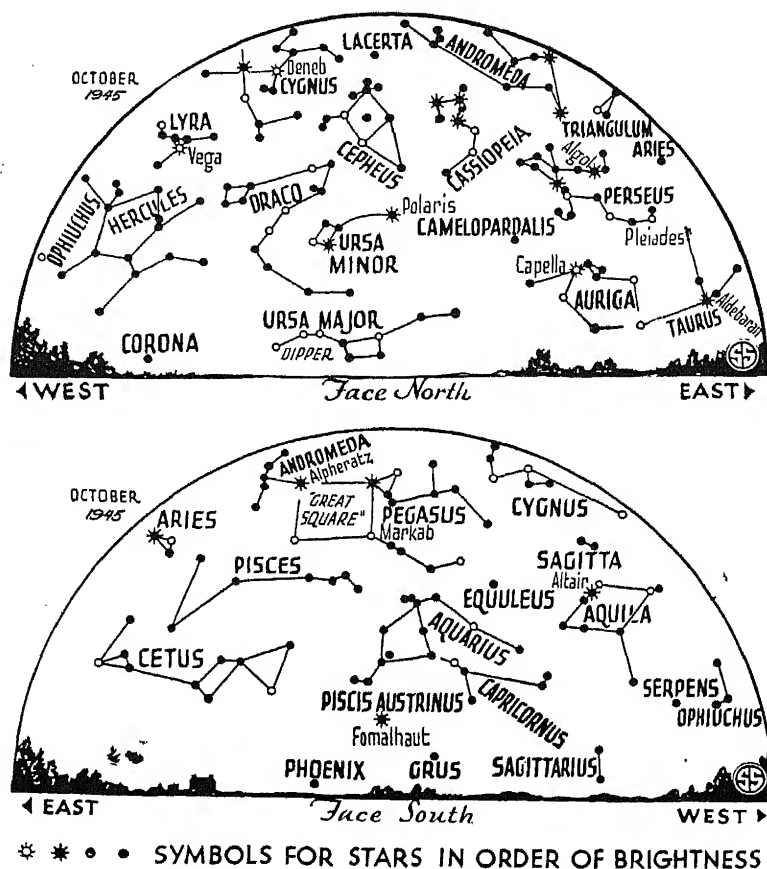 LACERTA
ANDROMEDA
OCTOBER
1945
Deneb
CYGNUS
LYRA
Vega
CEPHEUS
CASSIOPEIA
TRIANGULUM
ARIES
Algol
PERSEUS
OPHIUCHUS
HERCULES
DRACO
Polaris
CAMELOPARDALIS
Pleiades
URSA
MINOR
Capella
AURIGA
TAURUS
Aldebaran
URSA MAJOR
DIPPER
CORONA
SS
WEST
Face North
EAST
ANDROMEDA
Alpheratz
OCTOBER
1945
ARIES
"GREAT
SQUARE"
PEGASUS
Markab
CYGNUS
PISCES
SAGITTA
Altair
EQUULEUS
AQUILA
AQUARIUS
CETUS
SERPENS
OPHIUCHUS
PISCIS AUSTRINUS
CAPRICORNUS
Fomalhaut
PHOENIX
GRUS
SAGITTARIUS
SS
EAST
Face South
WEST
SYMBOLS FOR STARS IN ORDER OF BRIGHTNESS